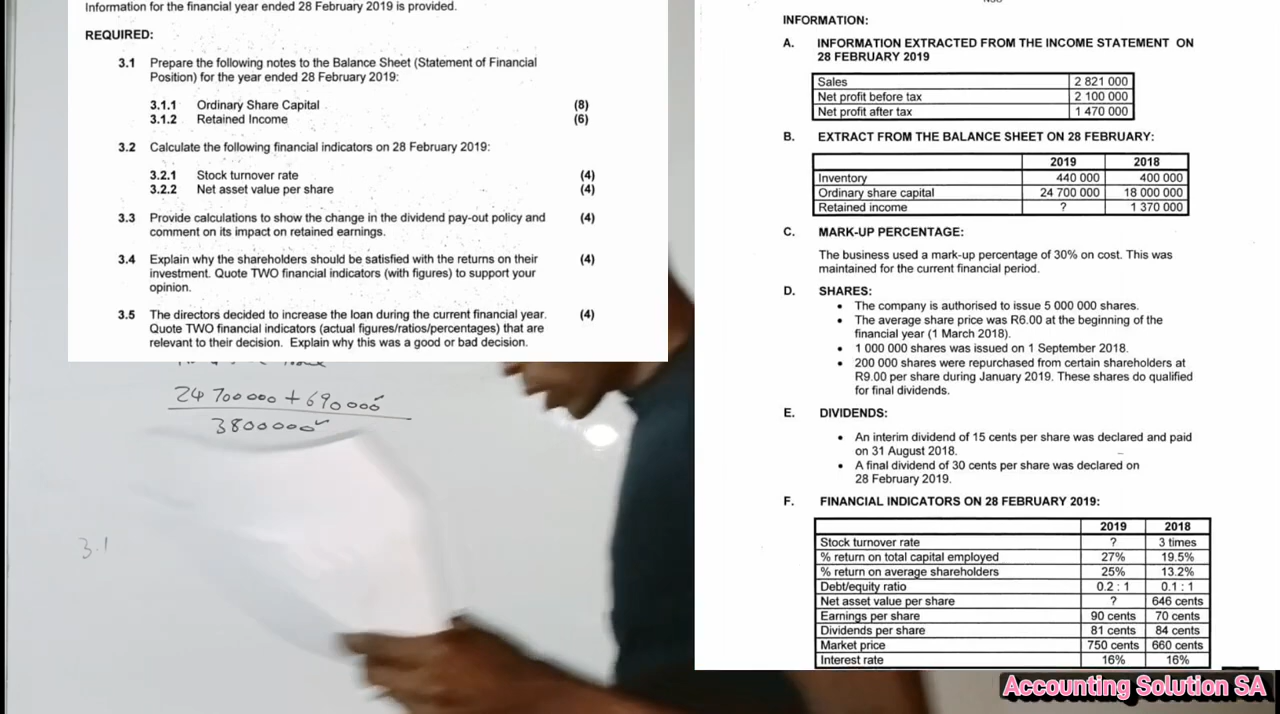 Information for the financial year ended 28 February 2019 is provided.
REQUIRED:
3.1 Prepare the following notes to the Balance Sheet (Statement of Financial
Position) for the year ended 28 February 2019:
3.1.1 Ordinary Share Capital (8)
3.1.2 Retained Income (6)
3.2 Calculate the following financial indicators on 28 February 2019:
3.2.1 Stock turnover rate (4)
3.2.2 Net asset value per share (4)
3.3 Provide calculations to show the change in the dividend pay-out policy and (4)
comment on its impact on retained earnings.
3.4 Explain why the shareholders should be satisfied with the returns on their (4)
investment. Quote TWO financial indicators (with figures) to support your
opinion.
3.5 The directors decided to increase the loan during the current financial year. (4)
Quote TWO financial indicators (actual figures/ratios/percentages) that are
relevant to their decision. Explain why this was a good or bad decision.
24 700000 + 690000
3800000
3.1
INFORMATION:
A. INFORMATION EXTRACTED FROM THE INCOME STATEMENT ON
28 FEBRUARY 2019
Sales 2 821 000
Net profit before tax 2 100 000
Net profit after tax 1 470 000
B. EXTRACT FROM THE BALANCE SHEET ON 28 FEBRUARY:
2019 2018
Inventory 440 000 400 000
Ordinary share capital 24 700 000 18 000 000
Retained income ? 1 370 000
C. MARK-UP PERCENTAGE:
The business used a mark-up percentage of 30% on cost. This was
maintained for the current financial period.
D. SHARES:
• The company is authorised to issue 5 000 000 shares.
• The average share price was R6.00 at the beginning of the
financial year (1 March 2018).
• 1 000 000 shares was issued on 1 September 2018.
• 200 000 shares were repurchased from certain shareholders at
R9.00 per share during January 2019. These shares do qualified
for final dividends.
E. DIVIDENDS:
• An interim dividend of 15 cents per share was declared and paid
on 31 August 2018.
• A final dividend of 30 cents per share was declared on
28 February 2019.
F. FINANCIAL INDICATORS ON 28 FEBRUARY 2019:
2019 2018
Stock turnover rate ? 3 times
% return on total capital employed 27% 19.5%
% return on average shareholders 25% 13.2%
Debt/equity ratio 0.2 : 1 0.1 : 1
Net asset value per share ? 646 cents
Earnings per share 90 cents 70 cents
Dividends per share 81 cents 84 cents
Market price 750 cents 660 cents
Interest rate 16% 16%
Accounting Solution SA